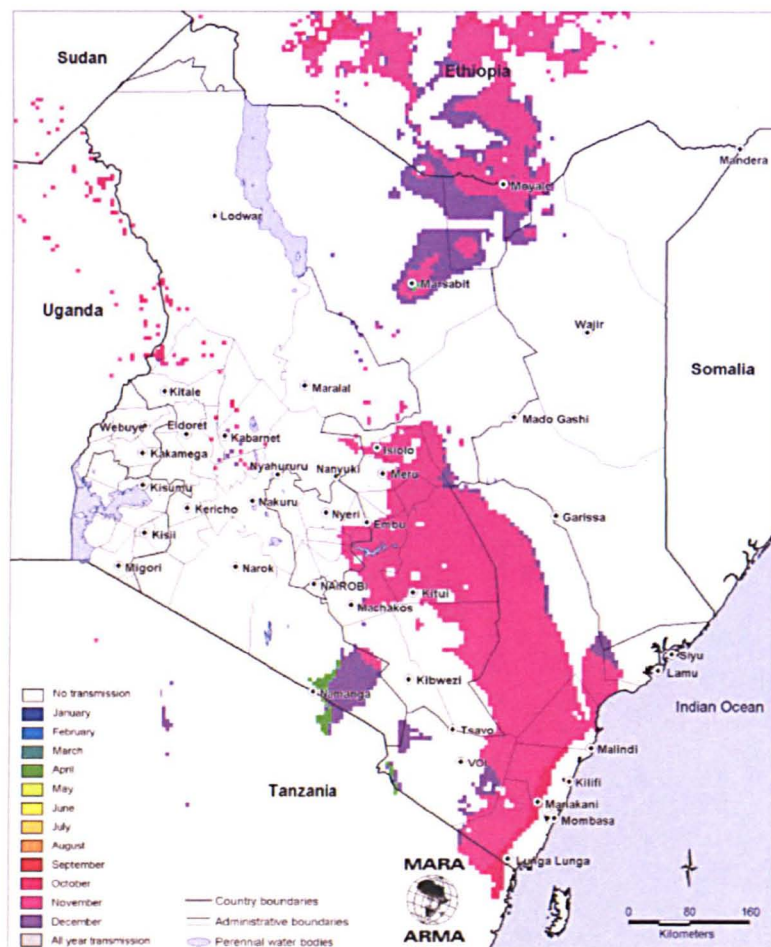 Sudan
Ethiopia
Mandera
Moyale
Lodwar
Marsabit
Uganda
Wajir
Somalia
Maralal
Kitale
Mado Gashi
Webuye
Eldoret
Kabarnet
Isiolo
Kakamega
Nyahururu
Nanyuki
Meru
Kisumu
Nakuru
Kericho
Nyeri
Embu
Garissa
Kisii
Migori
Narok
NAIROBI
Kitui
Machakos
Siyu
Lamu
Kibwezi
Namanga
Indian Ocean
Tsavo
Malindi
VOI
Kilifi
Tanzania
Mariakani
Mombasa
Lunga Lunga
No transmission
January
February
March
April
May
June
July
August
September
October
November
December
All year transmission
Country boundaries
Administrative boundaries
Perennial water bodies
MARA
ARMA
0 80 160
Kilometers